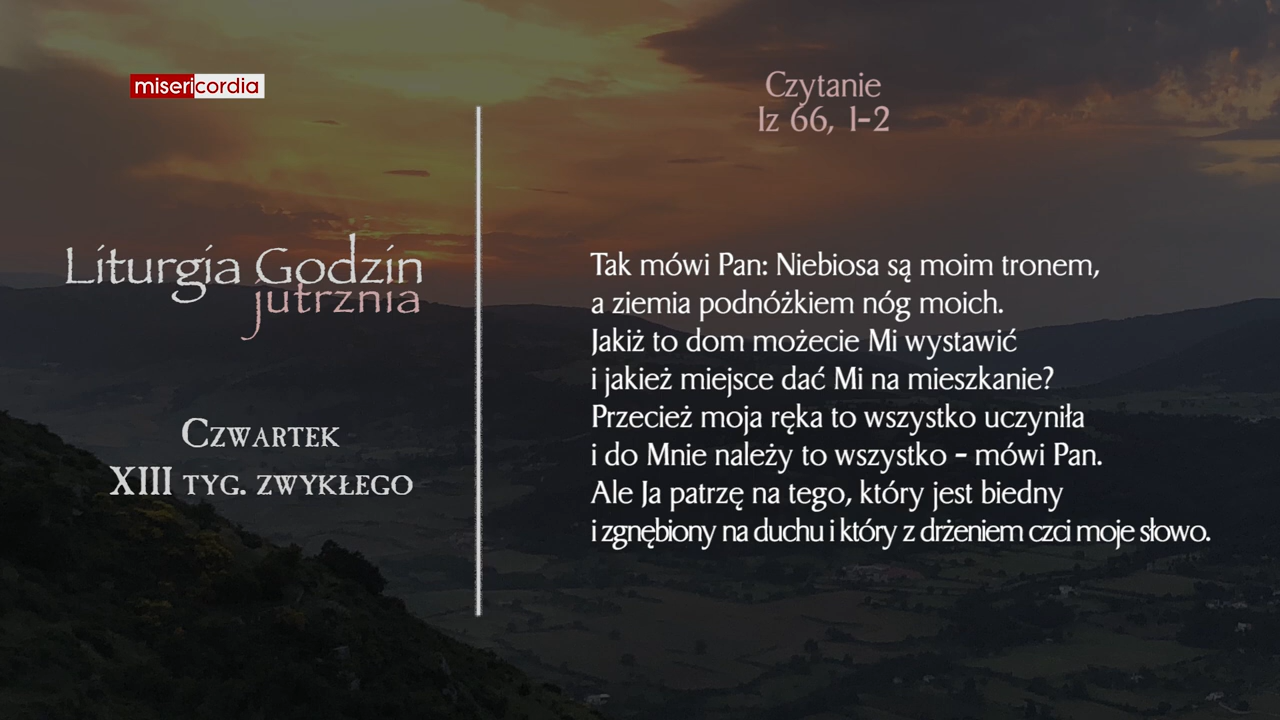 misericordia
Liturgia Godzin
jutrznia
Czwartek
XIII tyg. zwykłego
Czytanie
Iz 66, 1-2
Tak mówi Pan: Niebiosa są moim tronem,
a ziemia podnóżkiem nóg moich.
Jakiż to dom możecie Mi wystawić
i jakież miejsce dać Mi na mieszkanie?
Przecież moja ręka to wszystko uczyniła
i do Mnie należy to wszystko - mówi Pan.
Ale Ja patrzę na tego, który jest biedny
i zgnębiony na duchu i który z drżeniem czci moje słowo.